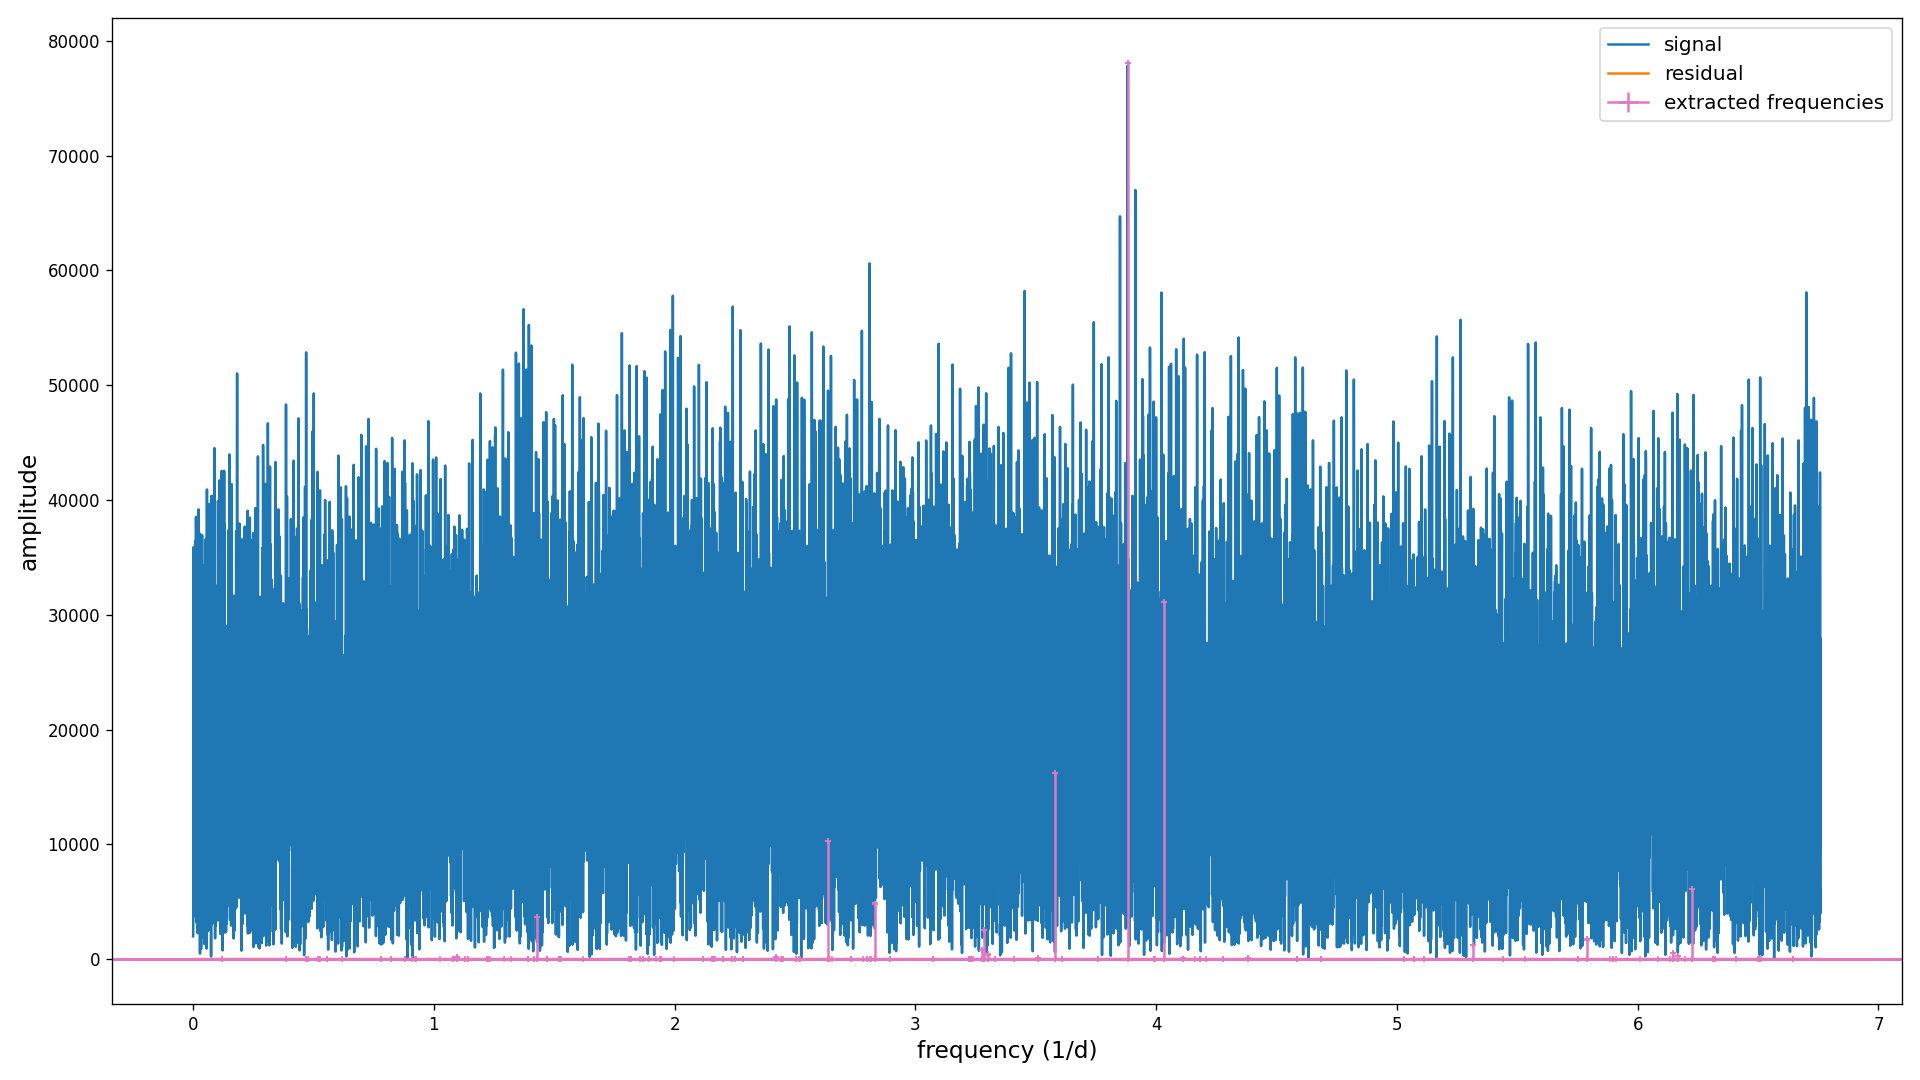 80000
70000
60000
50000
40000
30000
20000
10000
0
amplitude
signal
residual
extracted frequencies
0 1 2 3 4 5 6 7
frequency (1/d)